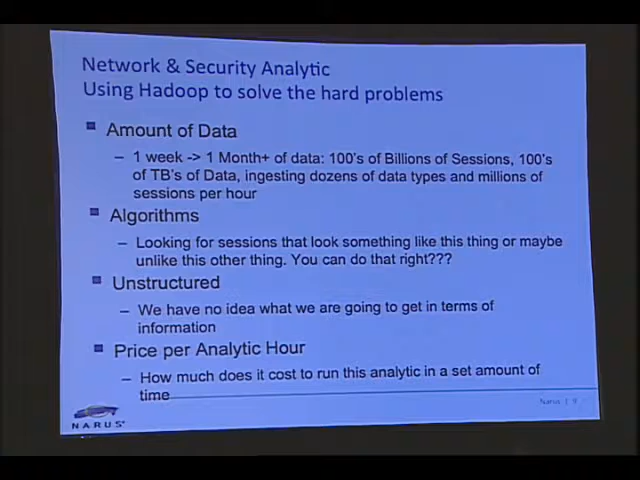 Network & Security Analytic
Using Hadoop to solve the hard problems
Amount of Data
– 1 week -> 1 Month+ of data: 100's of Billions of Sessions, 100's
of TB's of Data, ingesting dozens of data types and millions of
sessions per hour
Algorithms
– Looking for sessions that look something like this thing or maybe
unlike this other thing. You can do that right???
Unstructured
– We have no idea what we are going to get in terms of
information
Price per Analytic Hour
– How much does it cost to run this analytic in a set amount of
time
NARUS
Narus | 9